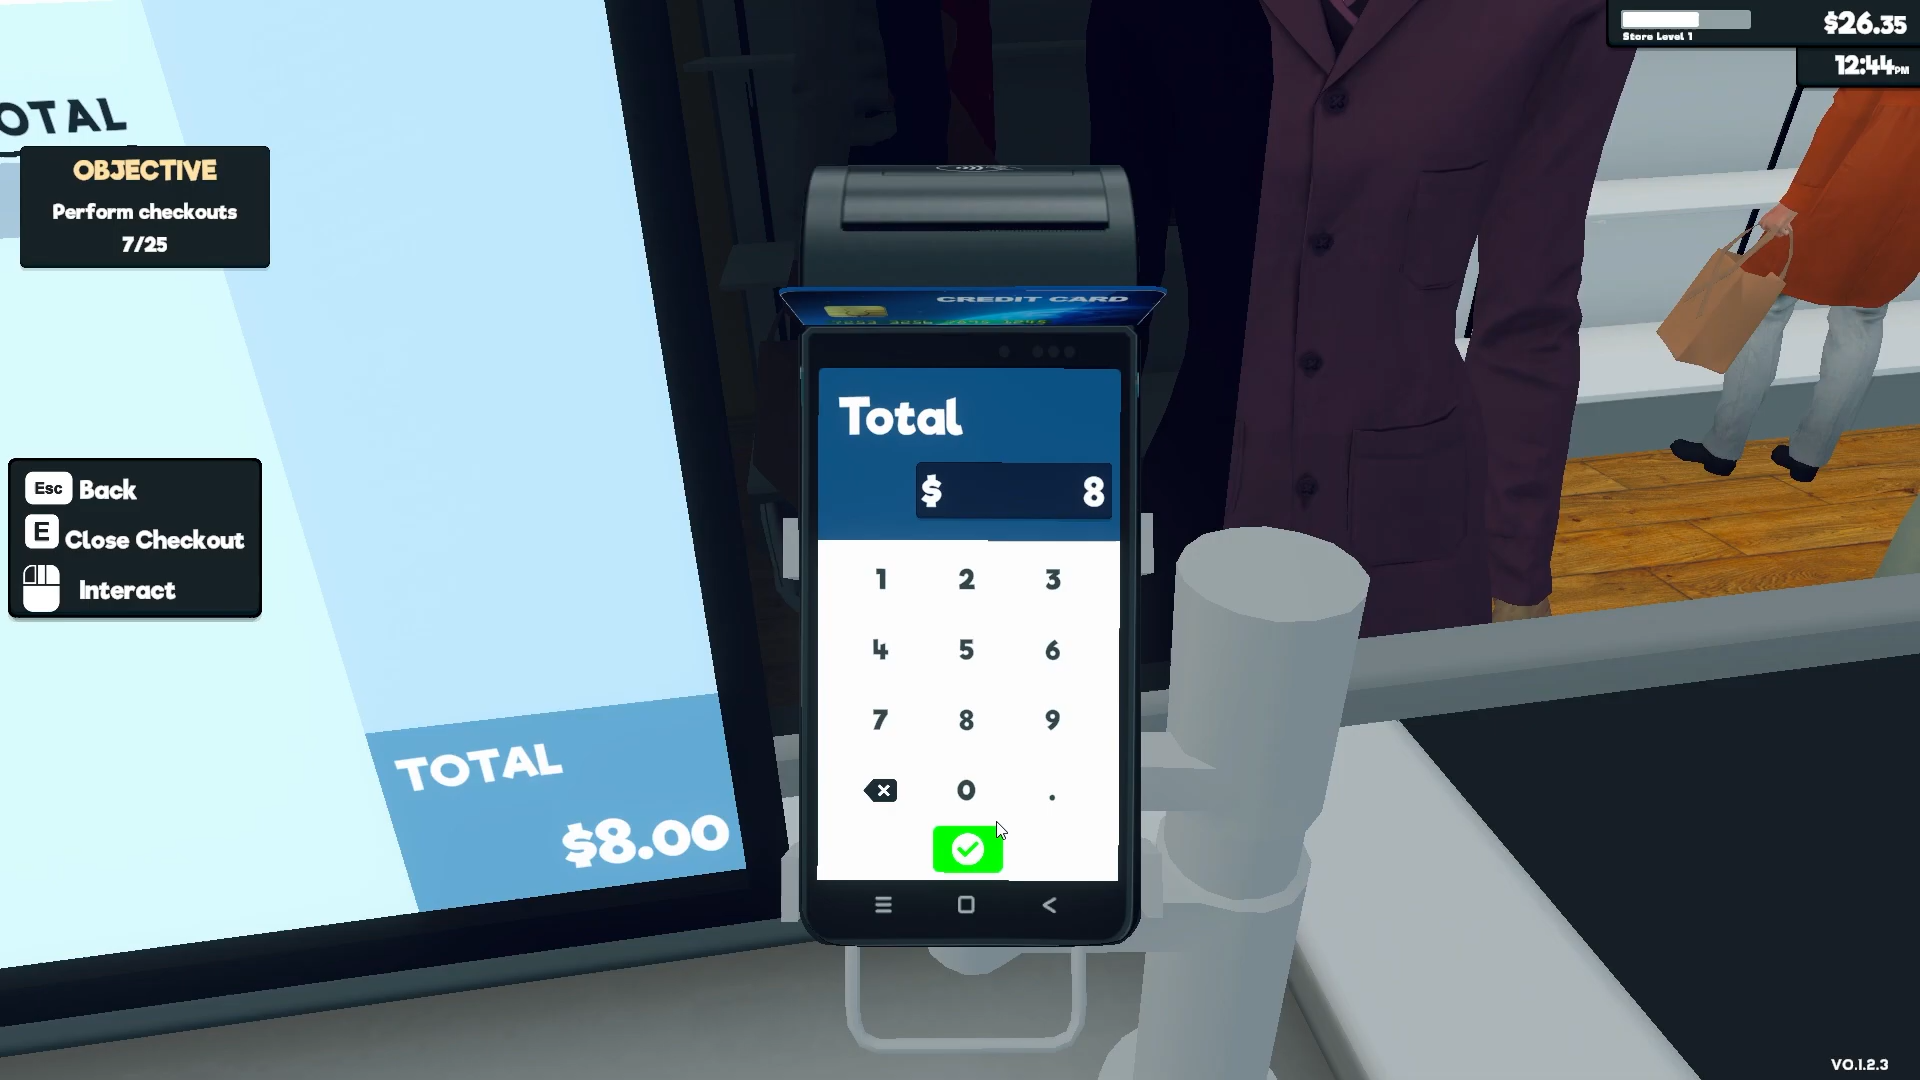 $26.35
Store Level 1
12:44PM
OTAL
OBJECTIVE
Perform checkouts
7/25
CREDIT CARD
Total
$ 8
Esc Back
E Close Checkout
Interact
1 2 3
4 5 6
7 8 9
0 .
TOTAL
$8.00
V0.1.2.3